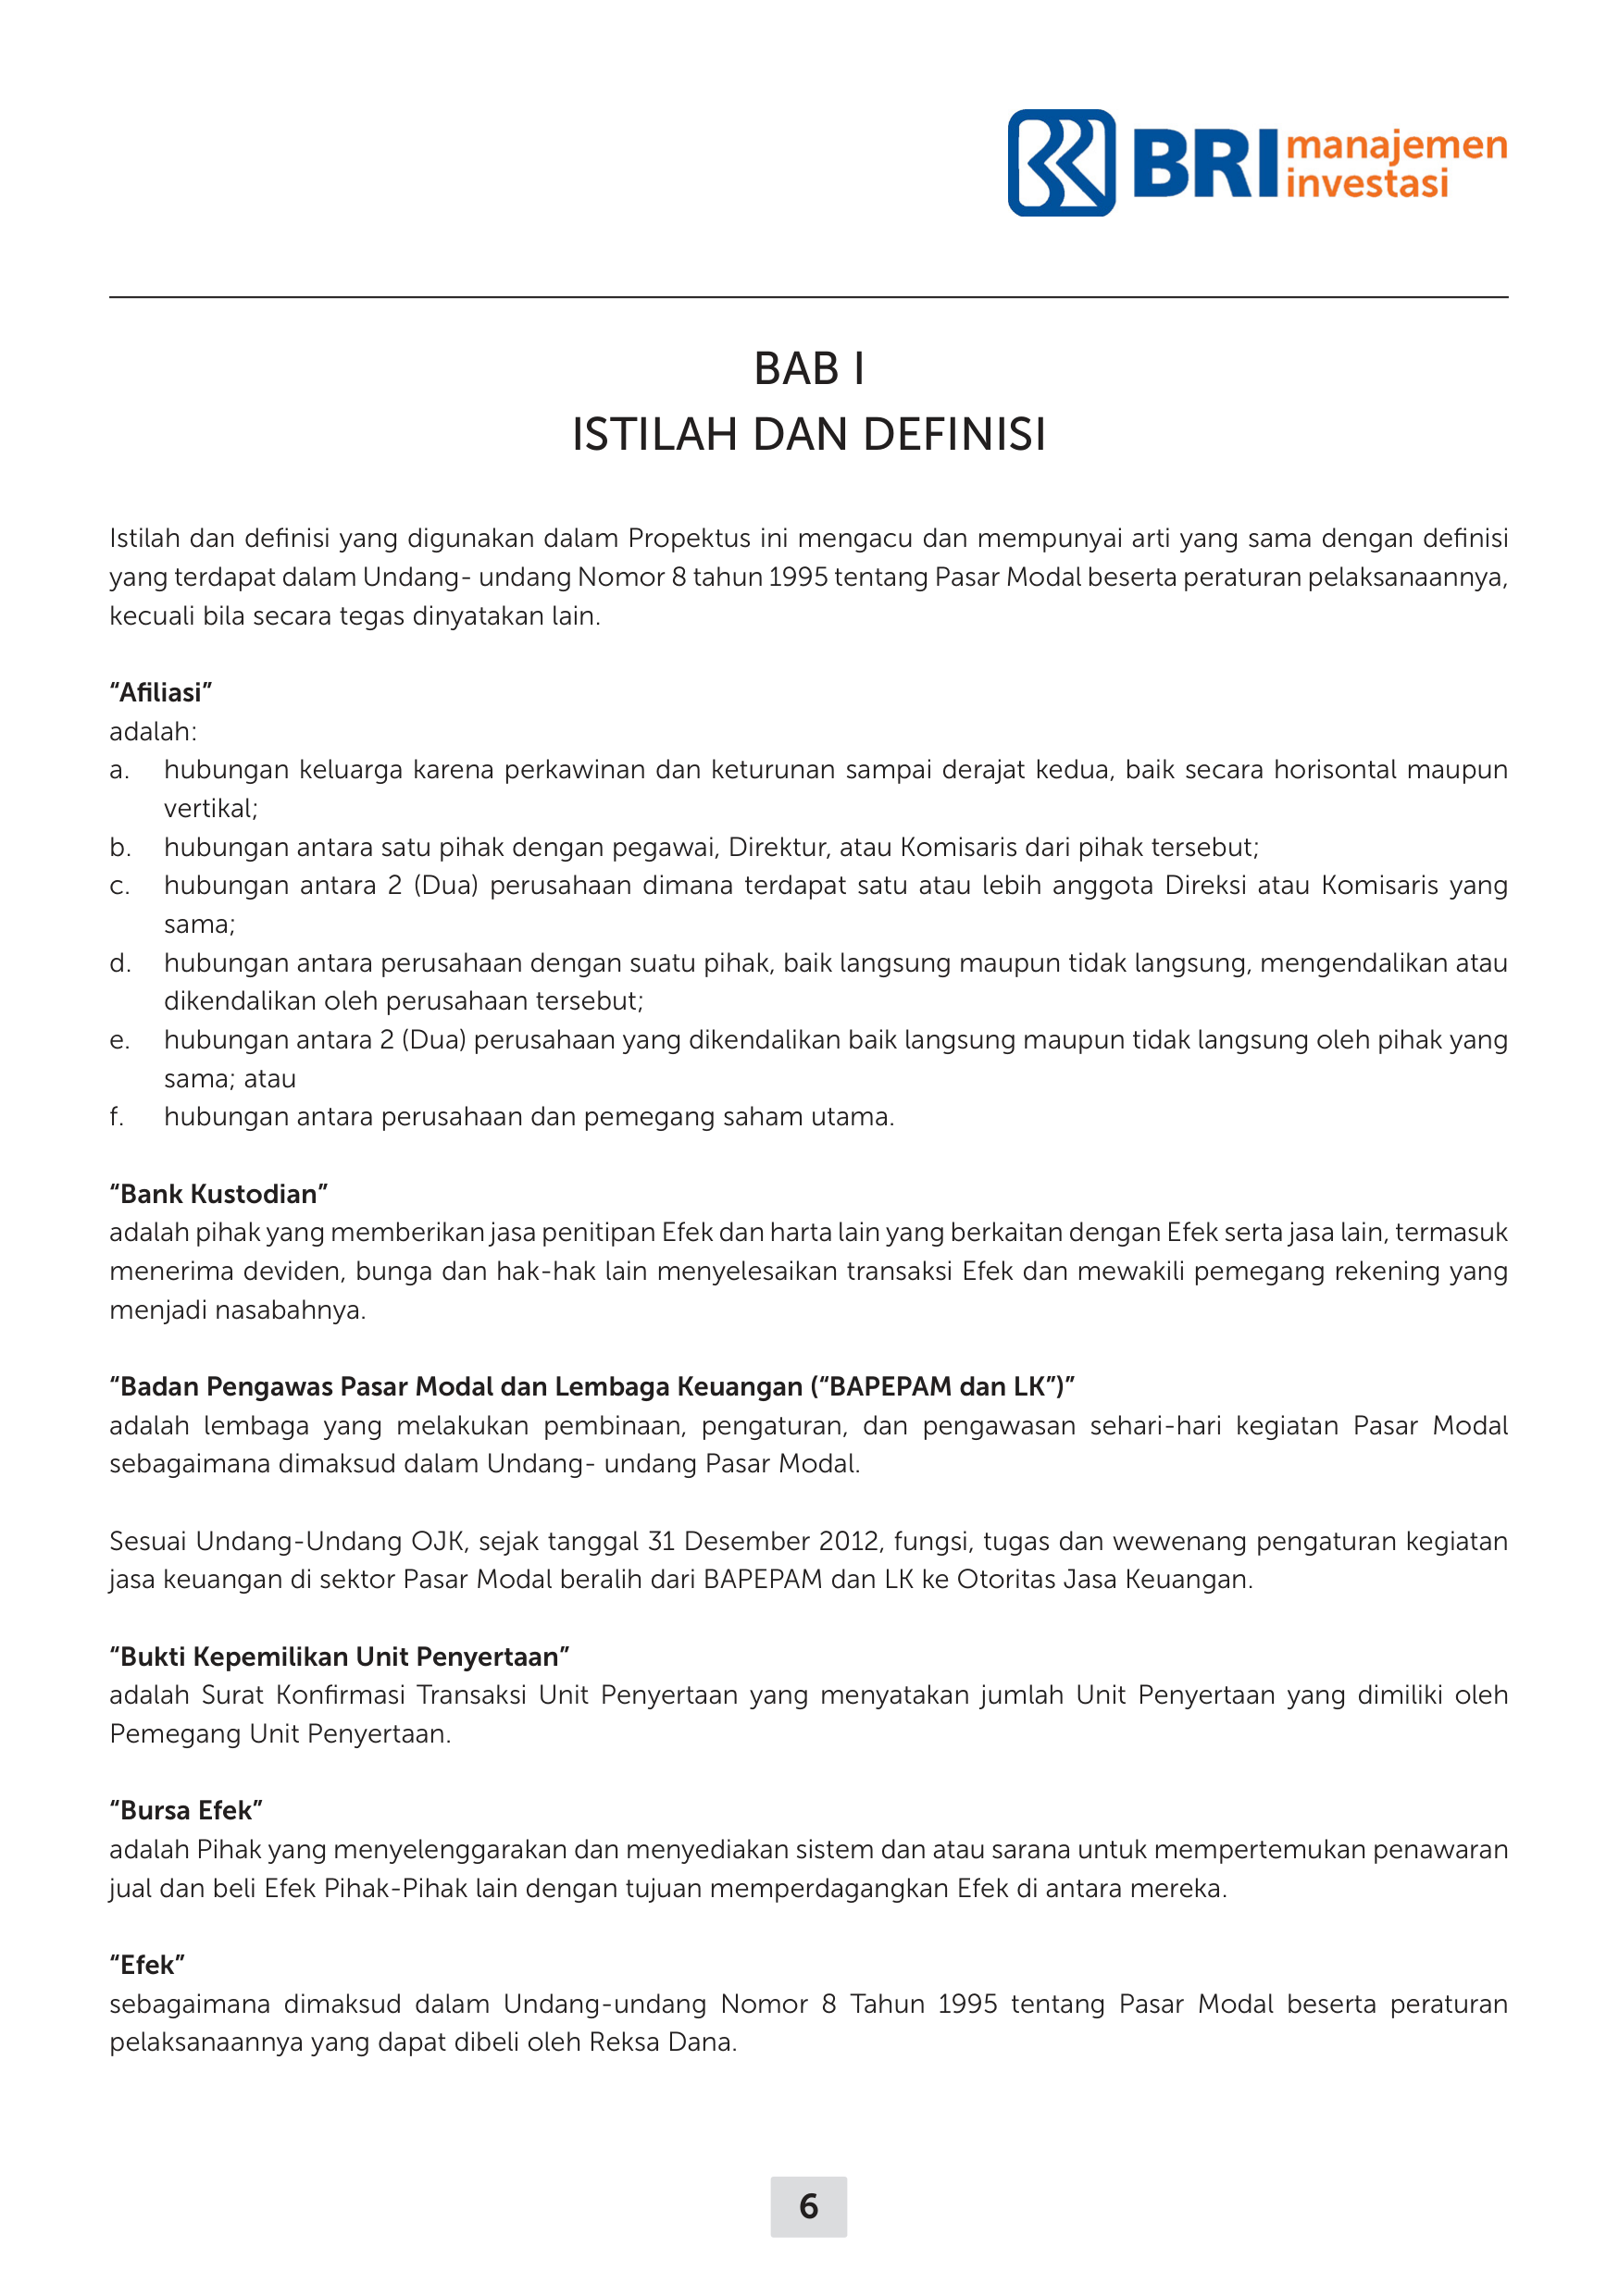 BRI manajemen
investasi
BAB I
ISTILAH DAN DEFINISI
Istilah dan definisi yang digunakan dalam Propektus ini mengacu dan mempunyai arti yang sama dengan definisi
yang terdapat dalam Undang- undang Nomor 8 tahun 1995 tentang Pasar Modal beserta peraturan pelaksanaannya,
kecuali bila secara tegas dinyatakan lain.
“Afiliasi”
adalah:
a. hubungan keluarga karena perkawinan dan keturunan sampai derajat kedua, baik secara horisontal maupun
vertikal;
b. hubungan antara satu pihak dengan pegawai, Direktur, atau Komisaris dari pihak tersebut;
c. hubungan antara 2 (Dua) perusahaan dimana terdapat satu atau lebih anggota Direksi atau Komisaris yang
sama;
d. hubungan antara perusahaan dengan suatu pihak, baik langsung maupun tidak langsung, mengendalikan atau
dikendalikan oleh perusahaan tersebut;
e. hubungan antara 2 (Dua) perusahaan yang dikendalikan baik langsung maupun tidak langsung oleh pihak yang
sama; atau
f. hubungan antara perusahaan dan pemegang saham utama.
“Bank Kustodian”
adalah pihak yang memberikan jasa penitipan Efek dan harta lain yang berkaitan dengan Efek serta jasa lain, termasuk
menerima deviden, bunga dan hak-hak lain menyelesaikan transaksi Efek dan mewakili pemegang rekening yang
menjadi nasabahnya.
“Badan Pengawas Pasar Modal dan Lembaga Keuangan (“BAPEPAM dan LK”)”
adalah lembaga yang melakukan pembinaan, pengaturan, dan pengawasan sehari-hari kegiatan Pasar Modal
sebagaimana dimaksud dalam Undang- undang Pasar Modal.
Sesuai Undang-Undang OJK, sejak tanggal 31 Desember 2012, fungsi, tugas dan wewenang pengaturan kegiatan
jasa keuangan di sektor Pasar Modal beralih dari BAPEPAM dan LK ke Otoritas Jasa Keuangan.
“Bukti Kepemilikan Unit Penyertaan”
adalah Surat Konfirmasi Transaksi Unit Penyertaan yang menyatakan jumlah Unit Penyertaan yang dimiliki oleh
Pemegang Unit Penyertaan.
“Bursa Efek”
adalah Pihak yang menyelenggarakan dan menyediakan sistem dan atau sarana untuk mempertemukan penawaran
jual dan beli Efek Pihak-Pihak lain dengan tujuan memperdagangkan Efek di antara mereka.
“Efek”
sebagaimana dimaksud dalam Undang-undang Nomor 8 Tahun 1995 tentang Pasar Modal beserta peraturan
pelaksanaannya yang dapat dibeli oleh Reksa Dana.
6